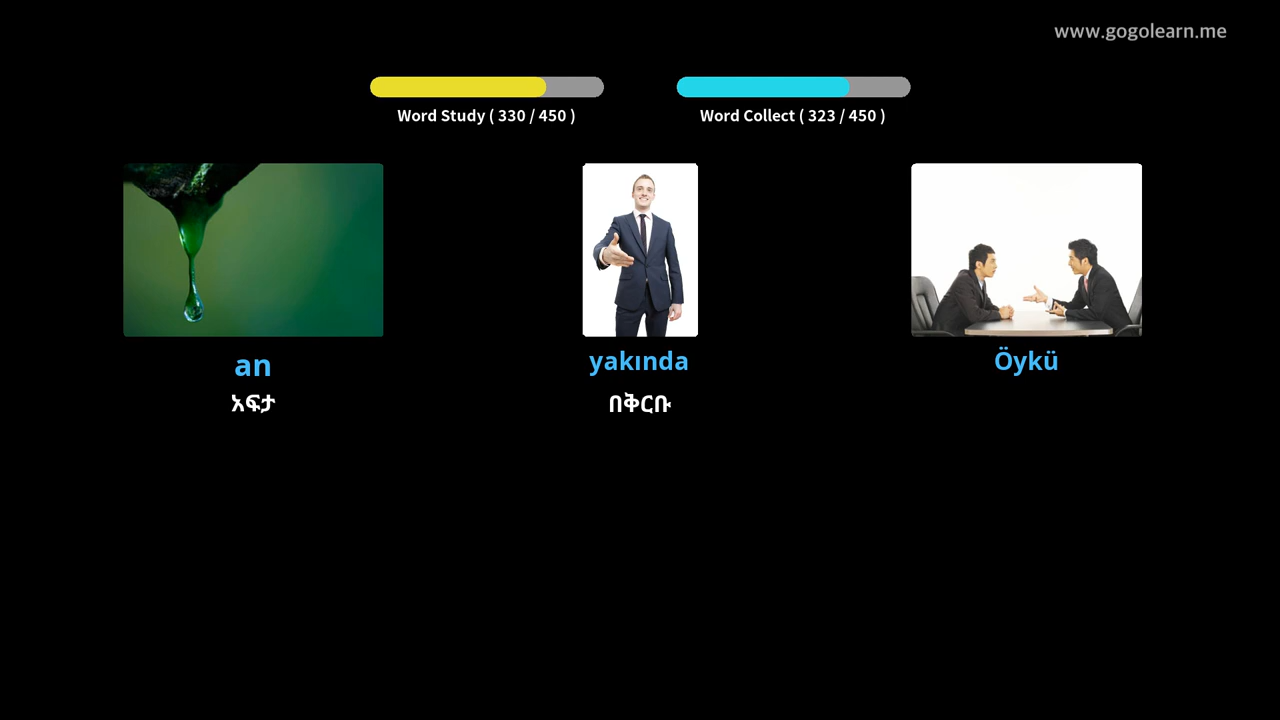 www.gogolearn.me
Word Study ( 330 / 450 )
Word Collect ( 323 / 450 )
an
yakında
Öykü
አፍታ
በቅርቡ